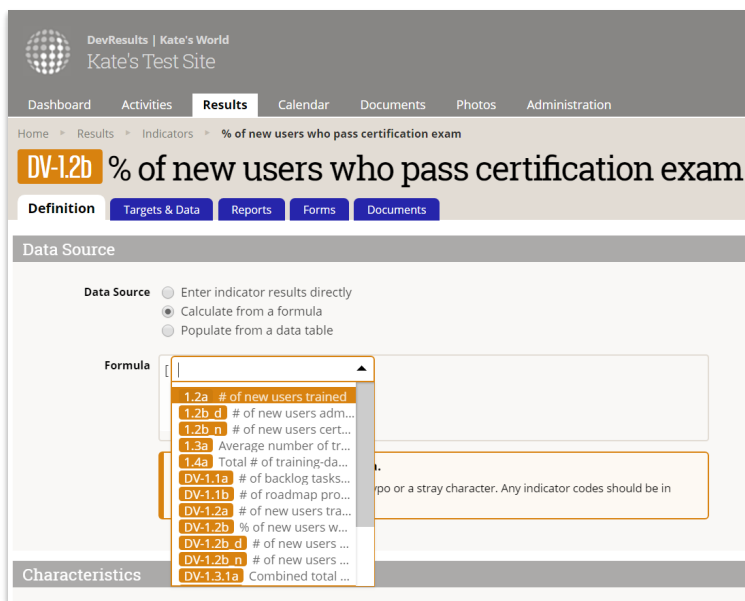 DevResults | Kate's World
Kate's Test Site
Dashboard Activities Results Calendar Documents Photos Administration
Home Results Indicators % of new users who pass certification exam
DV-1.2b % of new users who pass certification exam
Definition Targets & Data Reports Forms Documents
Data Source
Data Source Enter indicator results directly
Calculate from a formula
Populate from a data table
Formula [
1.2a # of new users trained
1.2b_d # of new users adm...
1.2b_n # of new users cert...
1.3a Average number of tr...
1.4a Total # of training-da...
DV-1.1a # of backlog tasks...
DV-1.1b # of roadmap pro...
ypo or a stray character. Any indicator codes should be in
DV-1.2a # of new users tra...
DV-1.2b % of new users w...
DV-1.2b_d # of new users ...
DV-1.2b_n # of new users ...
DV-1.3.1a Combined total ...
Characteristics